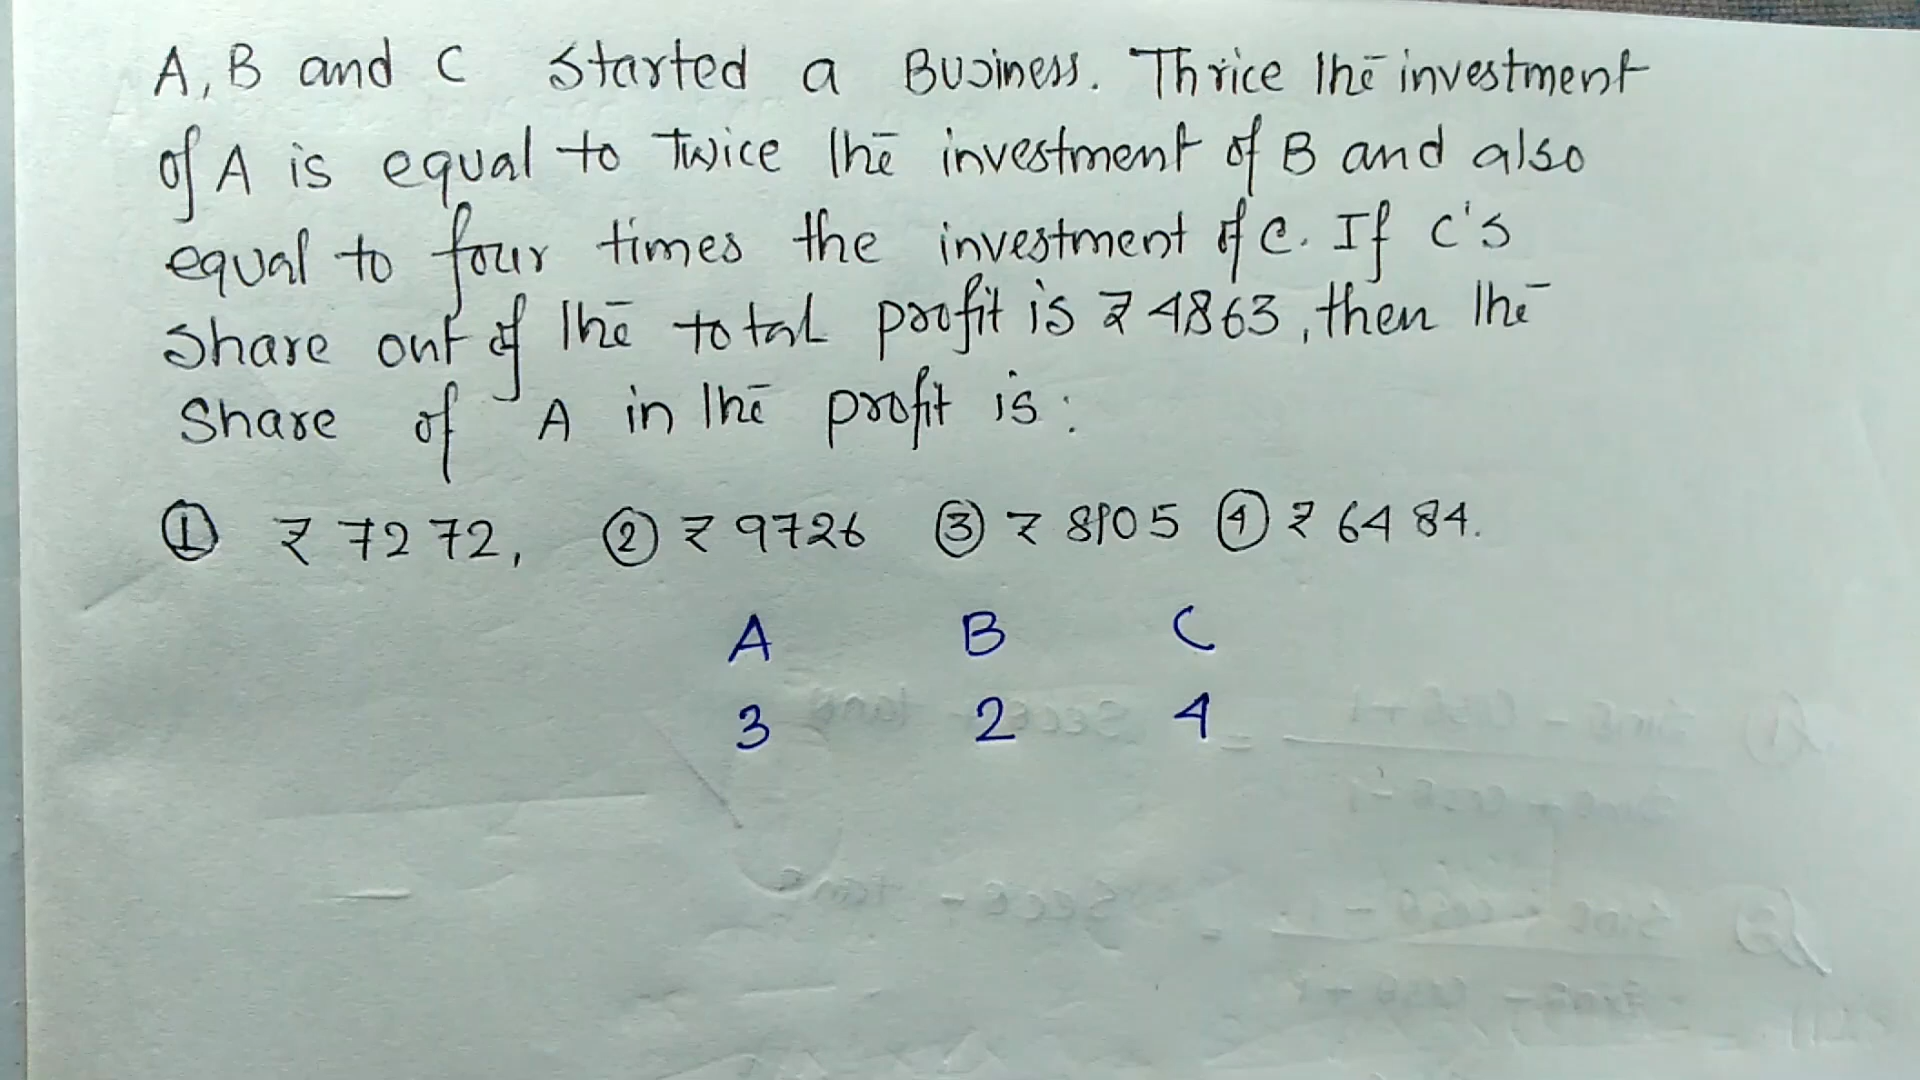 A, B and C started a Business. Thrice the investment
of A is equal to Twice the investment of B and also
equal to four times the investment of C. If C's
share out of the total profit is ₹ 4863, then the
share of A in the profit is:
① ₹ 7272, ② ₹ 9726 ③ ₹ 8105 ④ ₹ 6484.
A B C
3 2 4